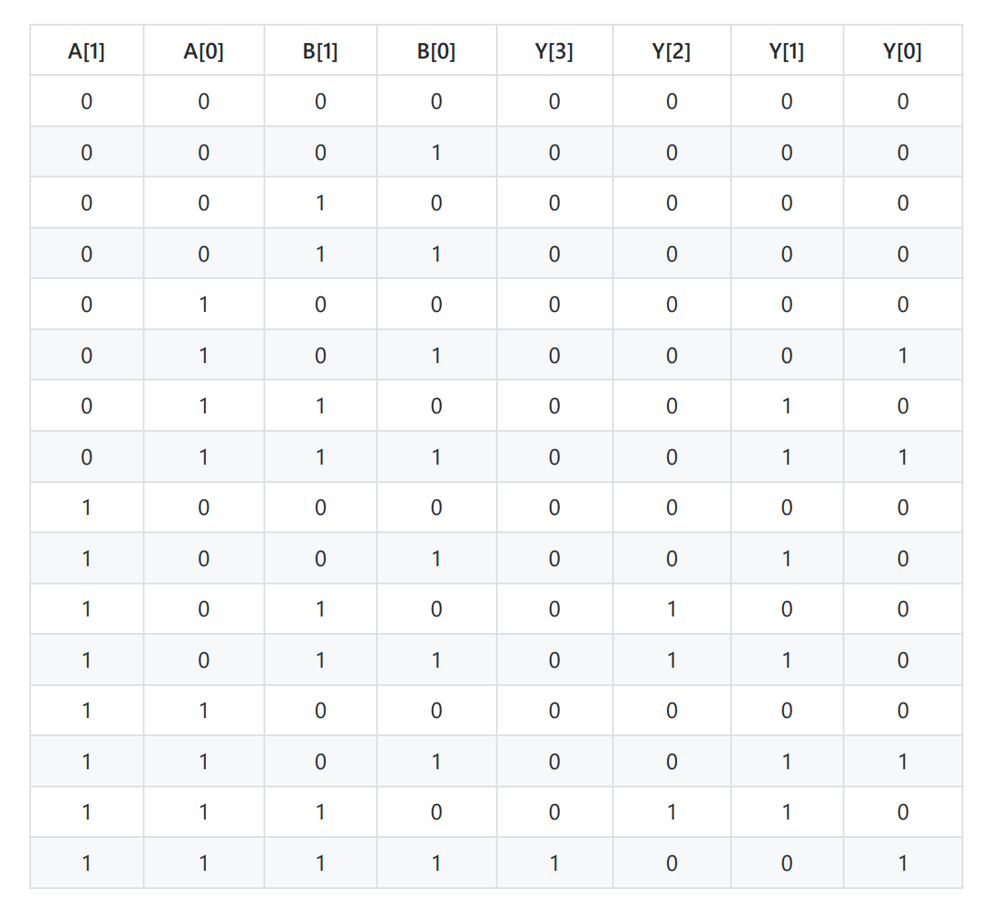 A[1] A[0] B[1] B[0] Y[3] Y[2] Y[1] Y[0]
0 0 0 0 0 0 0 0
0 0 0 1 0 0 0 0
0 0 1 0 0 0 0 0
0 0 1 1 0 0 0 0
0 1 0 0 0 0 0 0
0 1 0 1 0 0 0 1
0 1 1 0 0 0 1 0
0 1 1 1 0 0 1 1
1 0 0 0 0 0 0 0
1 0 0 1 0 0 1 0
1 0 1 0 0 1 0 0
1 0 1 1 0 1 1 0
1 1 0 0 0 0 0 0
1 1 0 1 0 0 1 1
1 1 1 0 0 1 1 0
1 1 1 1 1 0 0 1